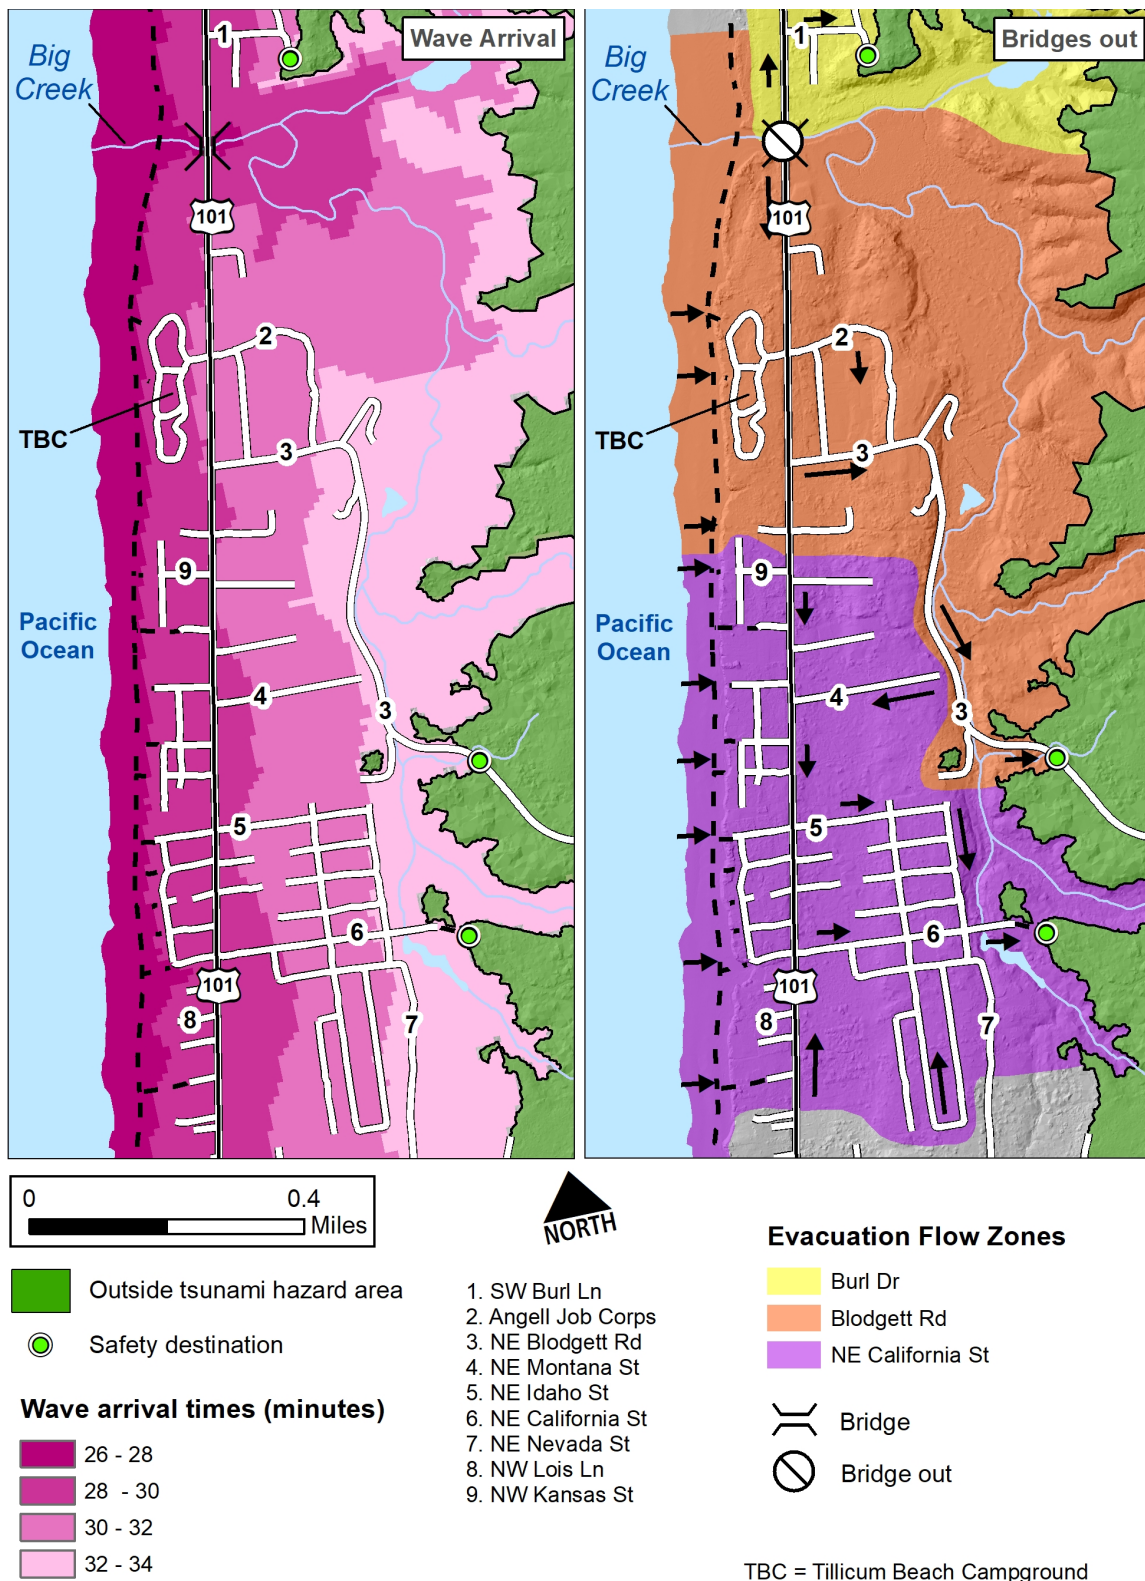 Wave Arrival
1
Big
Creek
101
2
TBC
3
9
Pacific
Ocean
4
3
5
6
101
8
7
Bridges out
1
Big
Creek
101
2
TBC
3
9
Pacific
Ocean
4
3
5
6
101
8
7
0 0.4
Miles
NORTH
Outside tsunami hazard area
Safety destination
Wave arrival times (minutes)
26 - 28
28 - 30
30 - 32
32 - 34
1. SW Burl Ln
2. Angell Job Corps
3. NE Blodgett Rd
4. NE Montana St
5. NE Idaho St
6. NE California St
7. NE Nevada St
8. NW Lois Ln
9. NW Kansas St
Evacuation Flow Zones
Burl Dr
Blodgett Rd
NE California St
Bridge
Bridge out
TBC = Tillicum Beach Campground